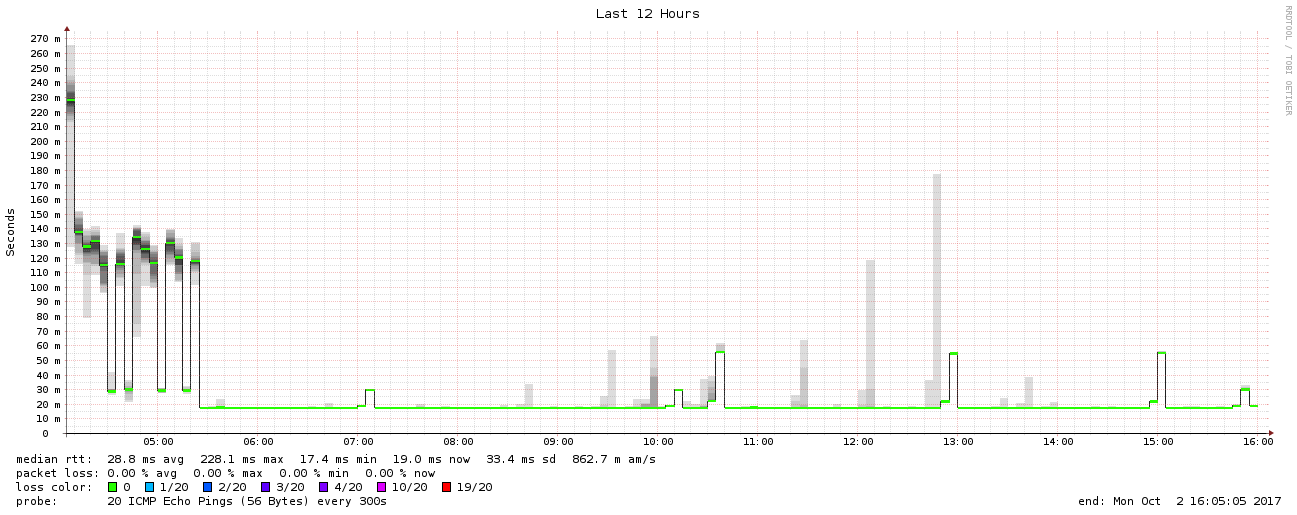 Last 12 Hours
RRDTOOL / TOBI OETIKER
Seconds
270 m
260 m
250 m
240 m
230 m
220 m
210 m
200 m
190 m
180 m
170 m
160 m
150 m
140 m
130 m
120 m
110 m
100 m
90 m
80 m
70 m
60 m
50 m
40 m
30 m
20 m
10 m
0
05:00 06:00 07:00 08:00 09:00 10:00 11:00 12:00 13:00 14:00 15:00 16:00
median rtt: 28.8 ms avg 228.1 ms max 17.4 ms min 19.0 ms now 33.4 ms sd 862.7 m am/s
packet loss: 0.00 % avg 0.00 % max 0.00 % min 0.00 % now
loss color: 0 1/20 2/20 3/20 4/20 10/20 19/20
probe: 20 ICMP Echo Pings (56 Bytes) every 300s end: Mon Oct 2 16:05:05 2017